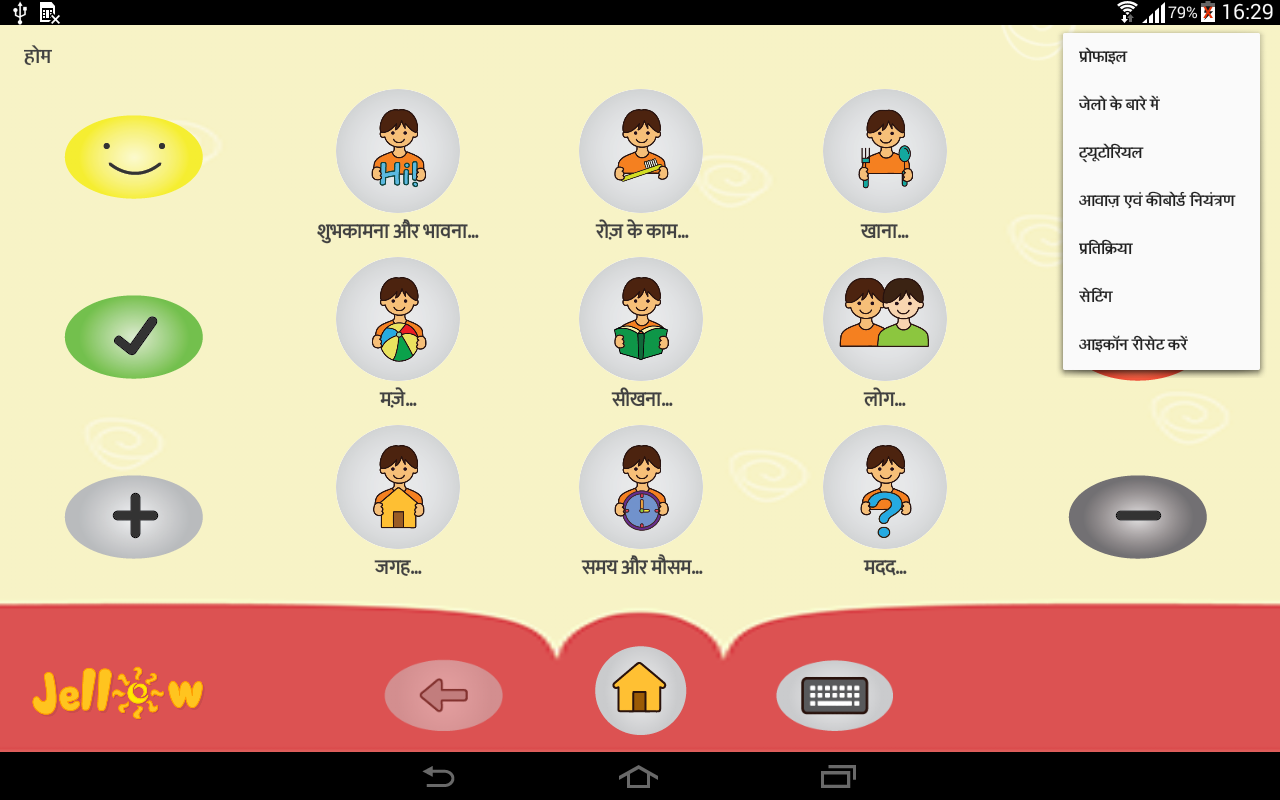 79% 16:29
होम
प्रोफाइल
जेलो के बारे में
ट्यूटोरियल
आवाज़ एवं कीबोर्ड नियंत्रण
प्रतिक्रिया
सेटिंग
आइकॉन रीसेट करें
Hi!
शुभकामना और भावना...
रोज़ के काम...
खाना...
मज़े...
सीखना...
लोग...
जगह...
समय और मौसम...
मदद...
Jellow